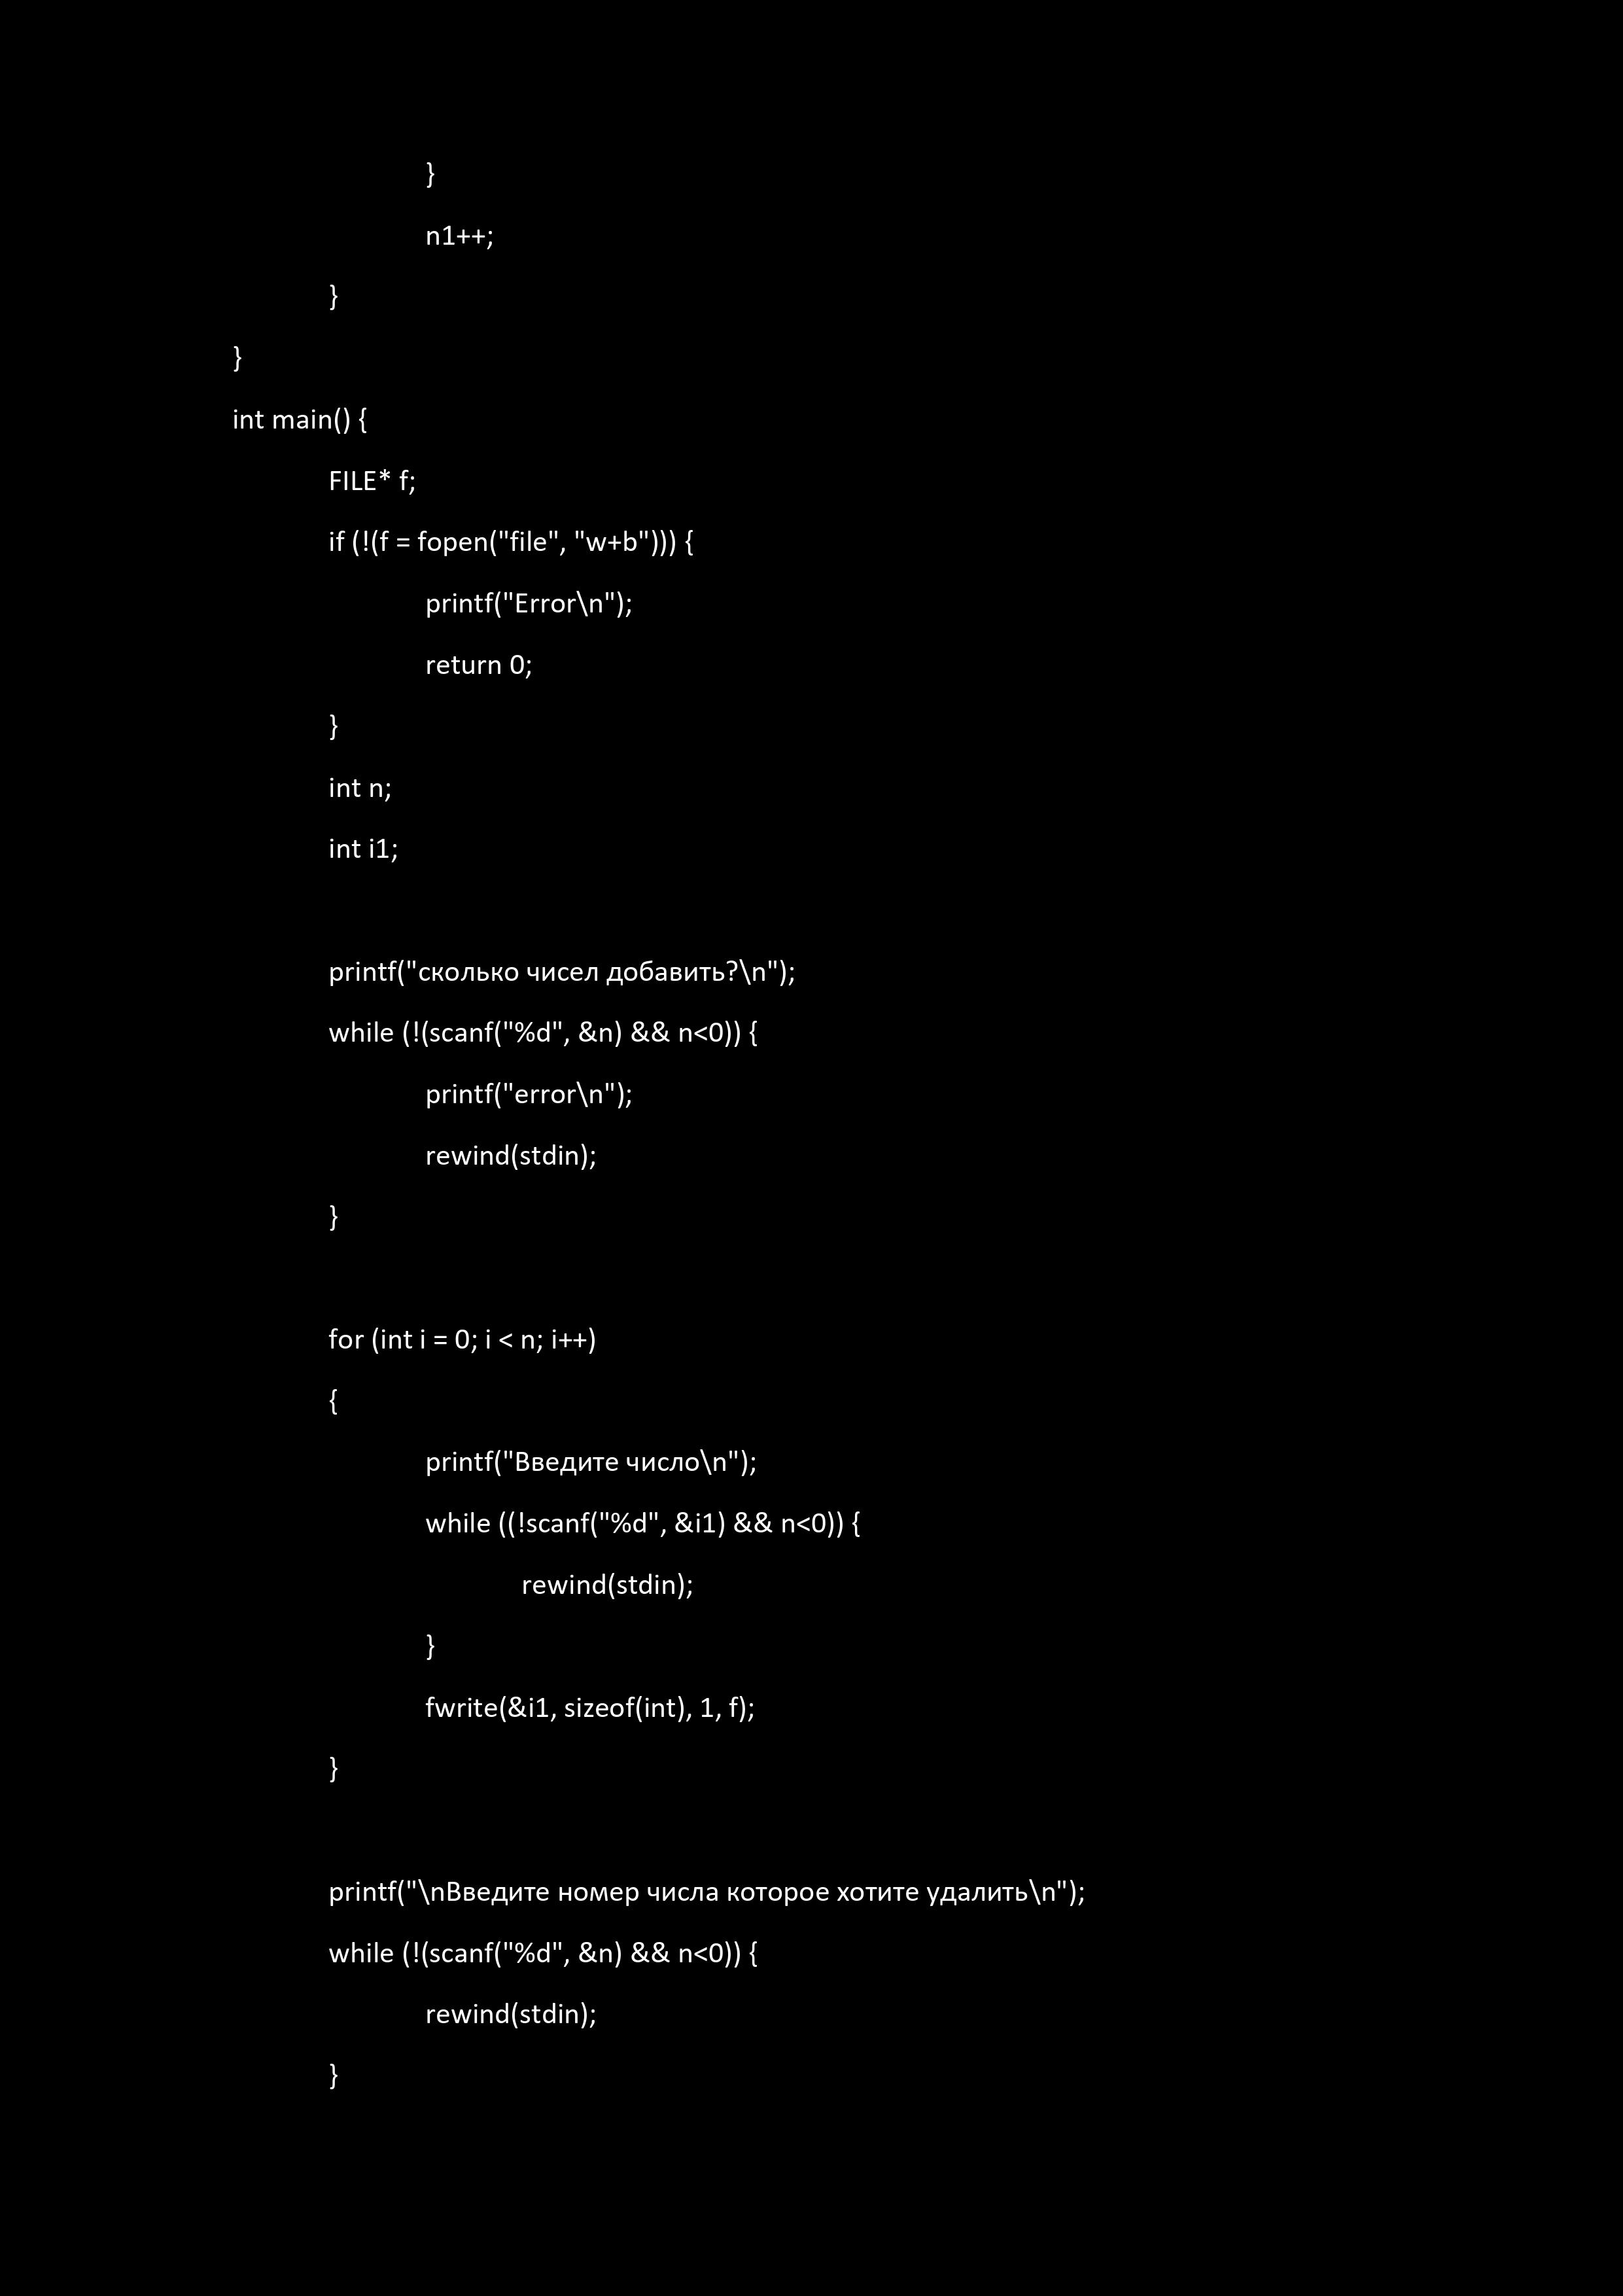 }
n1++;
}
}
int main() {
FILE* f;
if (!(f = fopen("file", "w+b"))) {
printf("Error\n");
return 0;
}
int n;
int i1;
printf("сколько чисел добавить?\n");
while (!(scanf("%d", &n) && n<0)) {
printf("error\n");
rewind(stdin);
}
for (int i = 0; i < n; i++)
{
printf("Введите число\n");
while ((!scanf("%d", &i1) && n<0)) {
rewind(stdin);
}
fwrite(&i1, sizeof(int), 1, f);
}
printf("\nВведите номер числа которое хотите удалить\n");
while (!(scanf("%d", &n) && n<0)) {
rewind(stdin);
}